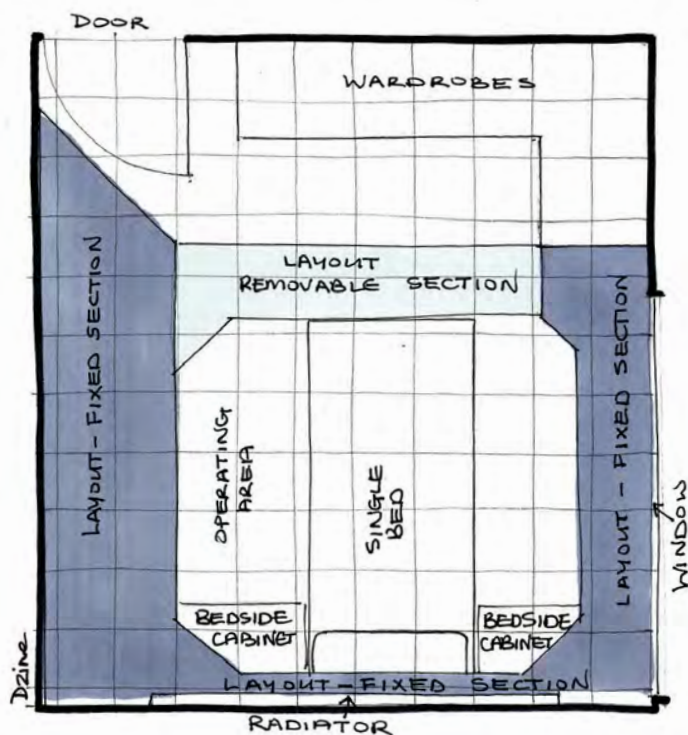 DOOR
WARDROBES
LAYOUT
REMOVABLE SECTION
LAYOUT-FIXED SECTION
LAYOUT - FIXED SECTION
OPERATING
AREA
SINGLE
BED
WINDOW
BEDSIDE
CABINET
BEDSIDE
CABINET
LAYOUT-FIXED SECTION
RADIATOR
Dzine